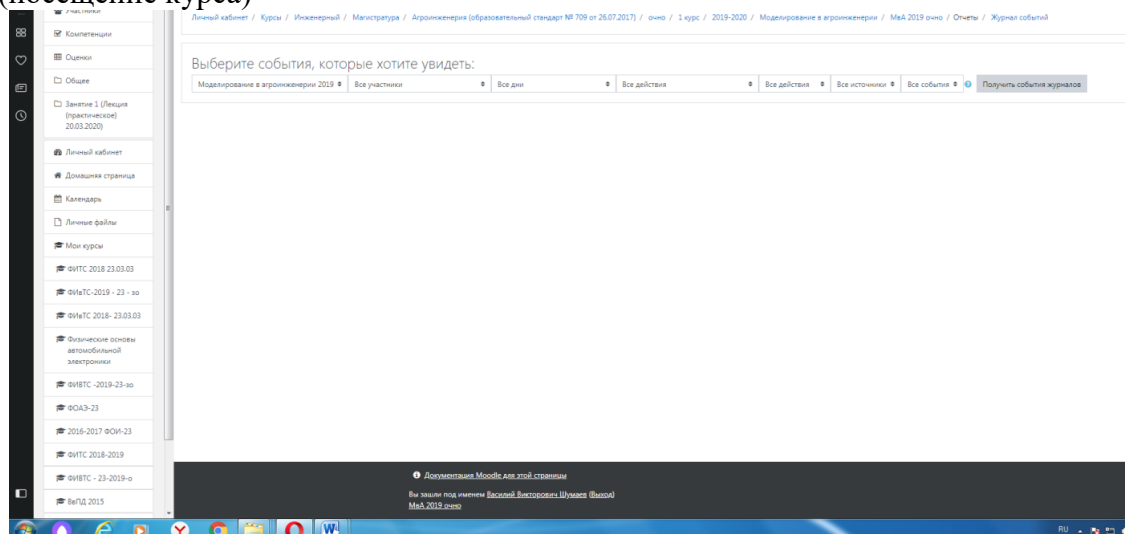 (посещение курса)
Участники
Личный кабинет / Курсы / Инженерный / Магистратура / Агроинженерия (образовательный стандарт № 709 от 26.07.2017) / очно / 1 курс / 2019-2020 / Моделирование в агроинженерии / МвА 2019 очно / Отчеты / Журнал событий
Компетенции
Оценки
Общее
Занятие 1 (Лекция
(практическое)
20.03.2020)
Выберите события, которые хотите увидеть:
Моделирование в агроинженерии 2019 Все участники Все дни Все действия Все действия Все источники Все события Получить события журналов
Личный кабинет
Домашняя страница
Календарь
Личные файлы
Мои курсы
ФИТС 2018 23.03.03
ФИвТС-2019 - 23 - зо
ФИвТС 2018- 23.03.03
Физические основы
автомобильной
электроники
ФИВТС -2019-23-зо
ФОАЭ-23
2016-2017 ФОИ-23
ФИТС 2018-2019
ФИВТС - 23-2019-о
ВвПД 2015
Документация Moodle для этой страницы
Вы зашли под именем Василий Викторович Шумаев (Выход)
МвА 2019 очно
RU